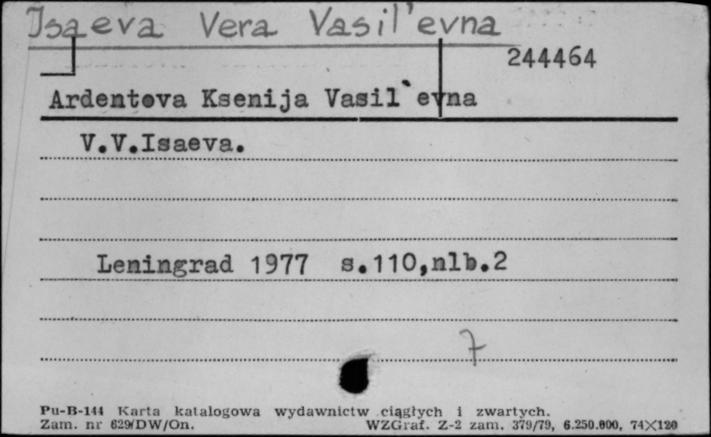 Isaeva Vera Vasil'evna
244464
Ardentova Ksenija Vasil`evna
V.V.Isaeva.
Leningrad 1977 s.110,nlb.2
7
Pu-B-144 Karta katalogowa wydawnictw ciągłych i zwartych.
Zam. nr 629/DW/On. WZGraf. Z-2 zam. 379/79, 6.250.000, 74X120